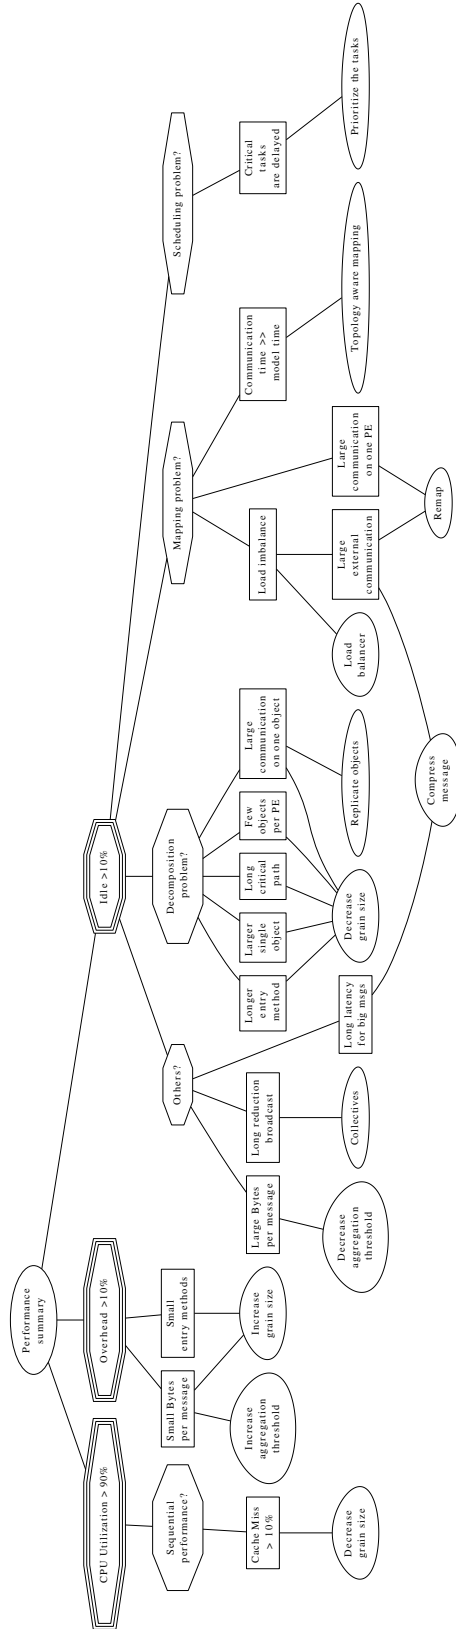 Performance
summary
CPU Utilization > 90%
Overhead >10%
Idle >10%
Sequential
performance?
Small Bytes
per message
Small
entry methods
Others?
Decomposition
problem?
Mapping problem?
Scheduling problem?
Cache Miss
> 10%
Increase
aggregation
threshold
Increase
grain size
Large Bytes
per message
Long reduction
broadcast
Longer
entry
method
Larger
single
object
Long
critical
path
Few
objects
per PE
Large
communication
on one object
Load imbalance
Communication
time >>
model time
Critical
tasks
are delayed
Decrease
grain size
Decrease
aggregation
threshold
Collectives
Long latency
for big msgs
Decrease
grain size
Replicate objects
Load
balancer
Large
external
communication
Large
communication
on one PE
Topology aware mapping
Prioritize the tasks
Compress
message
Remap